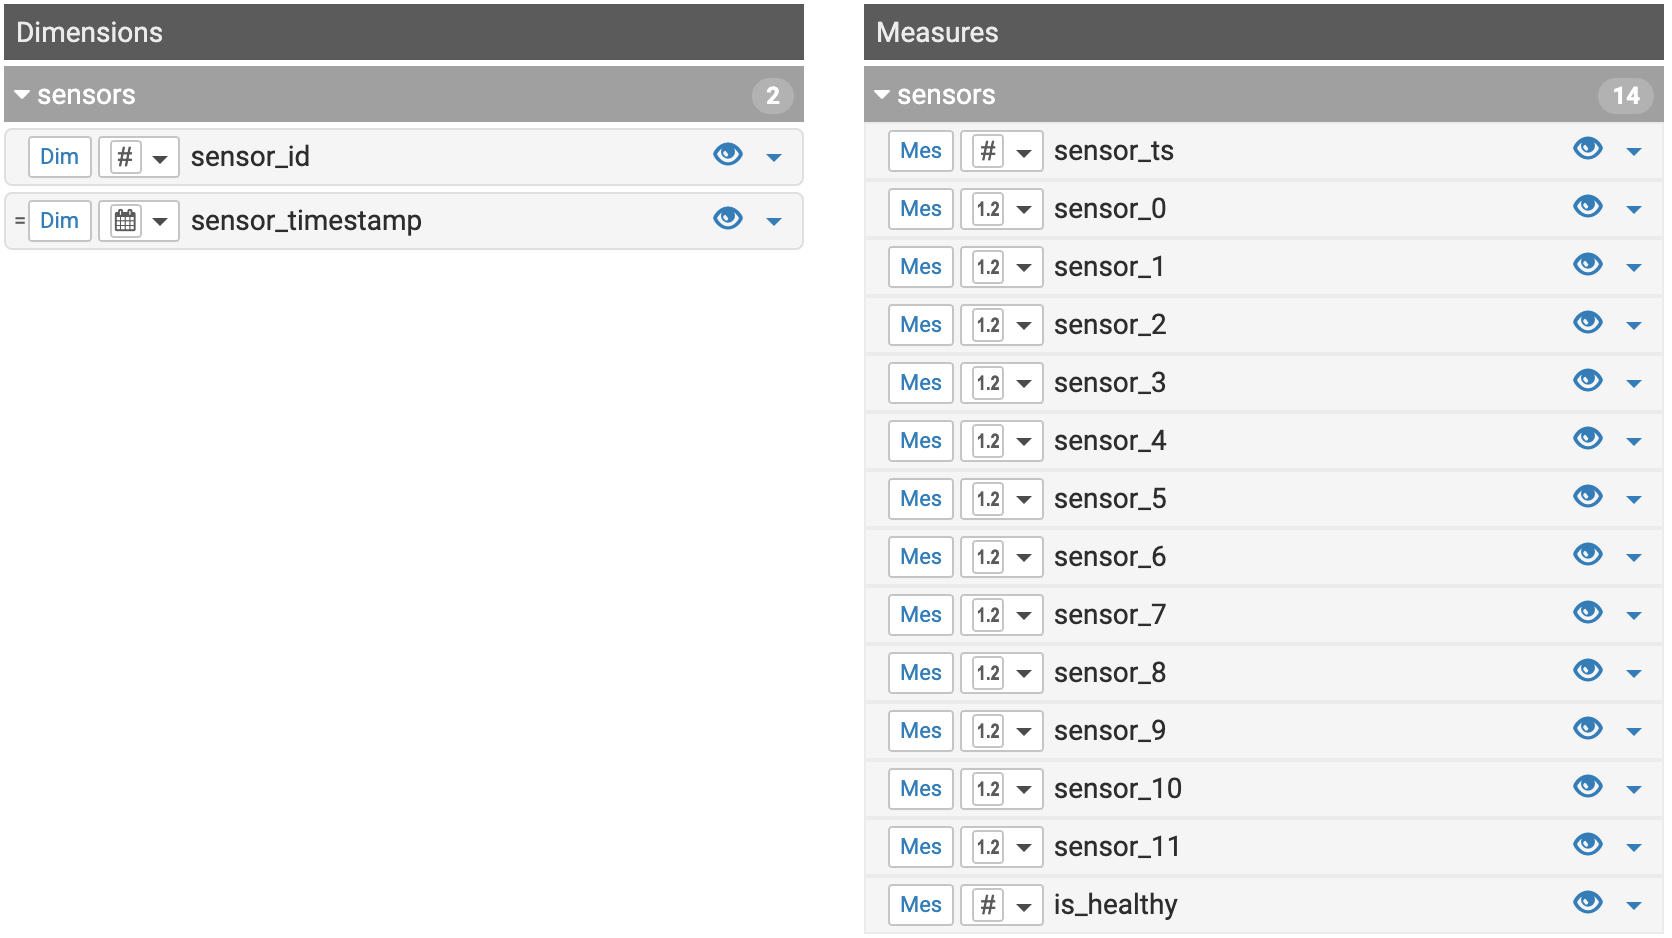 Dimensions
sensors 2
Dim # sensor_id
= Dim sensor_timestamp
Measures
sensors 14
Mes # sensor_ts
Mes 1.2 sensor_0
Mes 1.2 sensor_1
Mes 1.2 sensor_2
Mes 1.2 sensor_3
Mes 1.2 sensor_4
Mes 1.2 sensor_5
Mes 1.2 sensor_6
Mes 1.2 sensor_7
Mes 1.2 sensor_8
Mes 1.2 sensor_9
Mes 1.2 sensor_10
Mes 1.2 sensor_11
Mes # is_healthy